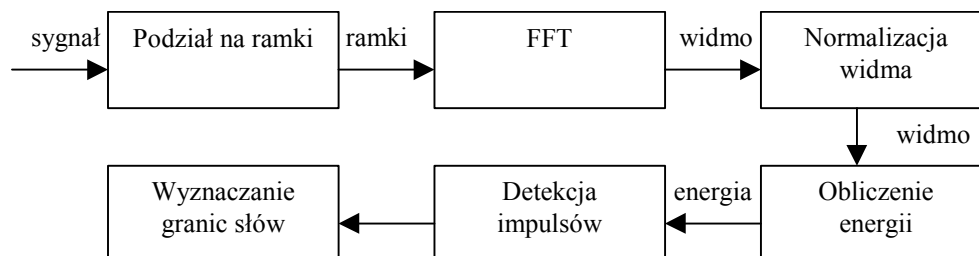 sygnał
Podział na ramki
ramki
FFT
widmo
Normalizacja
widma
widmo
Wyznaczanie
granic słów
Detekcja
impulsów
energia
Obliczenie
energii